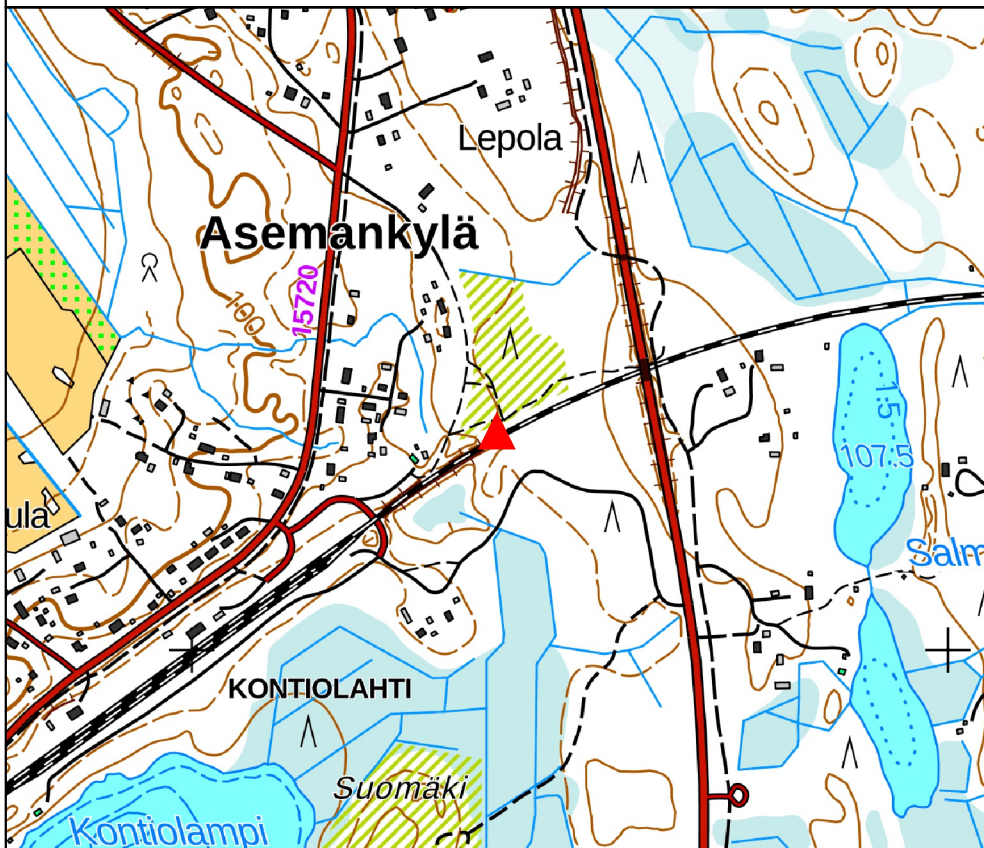 Lepola
Asemankylä
15720
100
1.5
107.5
ula
Salm
KONTIOLAHTI
Suomäki
Kontiolampi